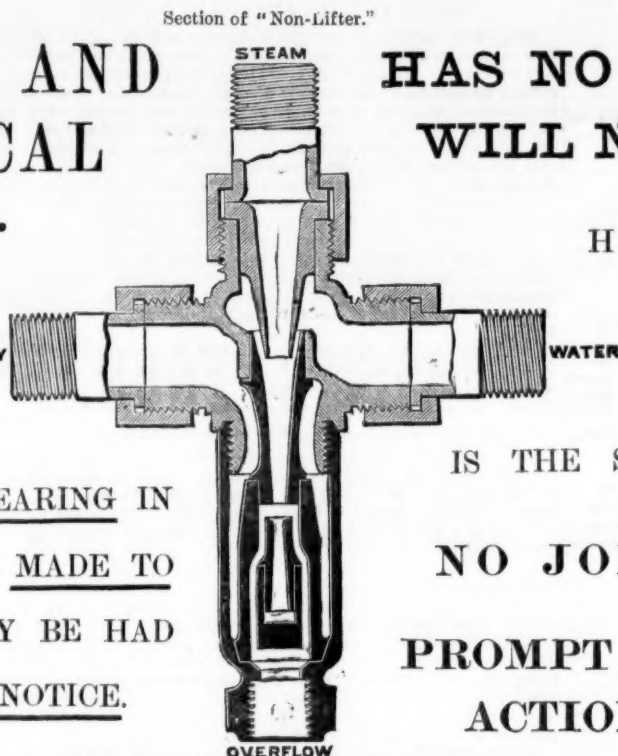 Section of "Non-Lifter."
STEAM
AND
CAL
HAS NO
WILL N
H
Y
WATER
IS THE S
EARING IN
MADE TO
Y BE HAD
NOTICE.
NO JO
PROMPT
ACTION
OVERFLOW